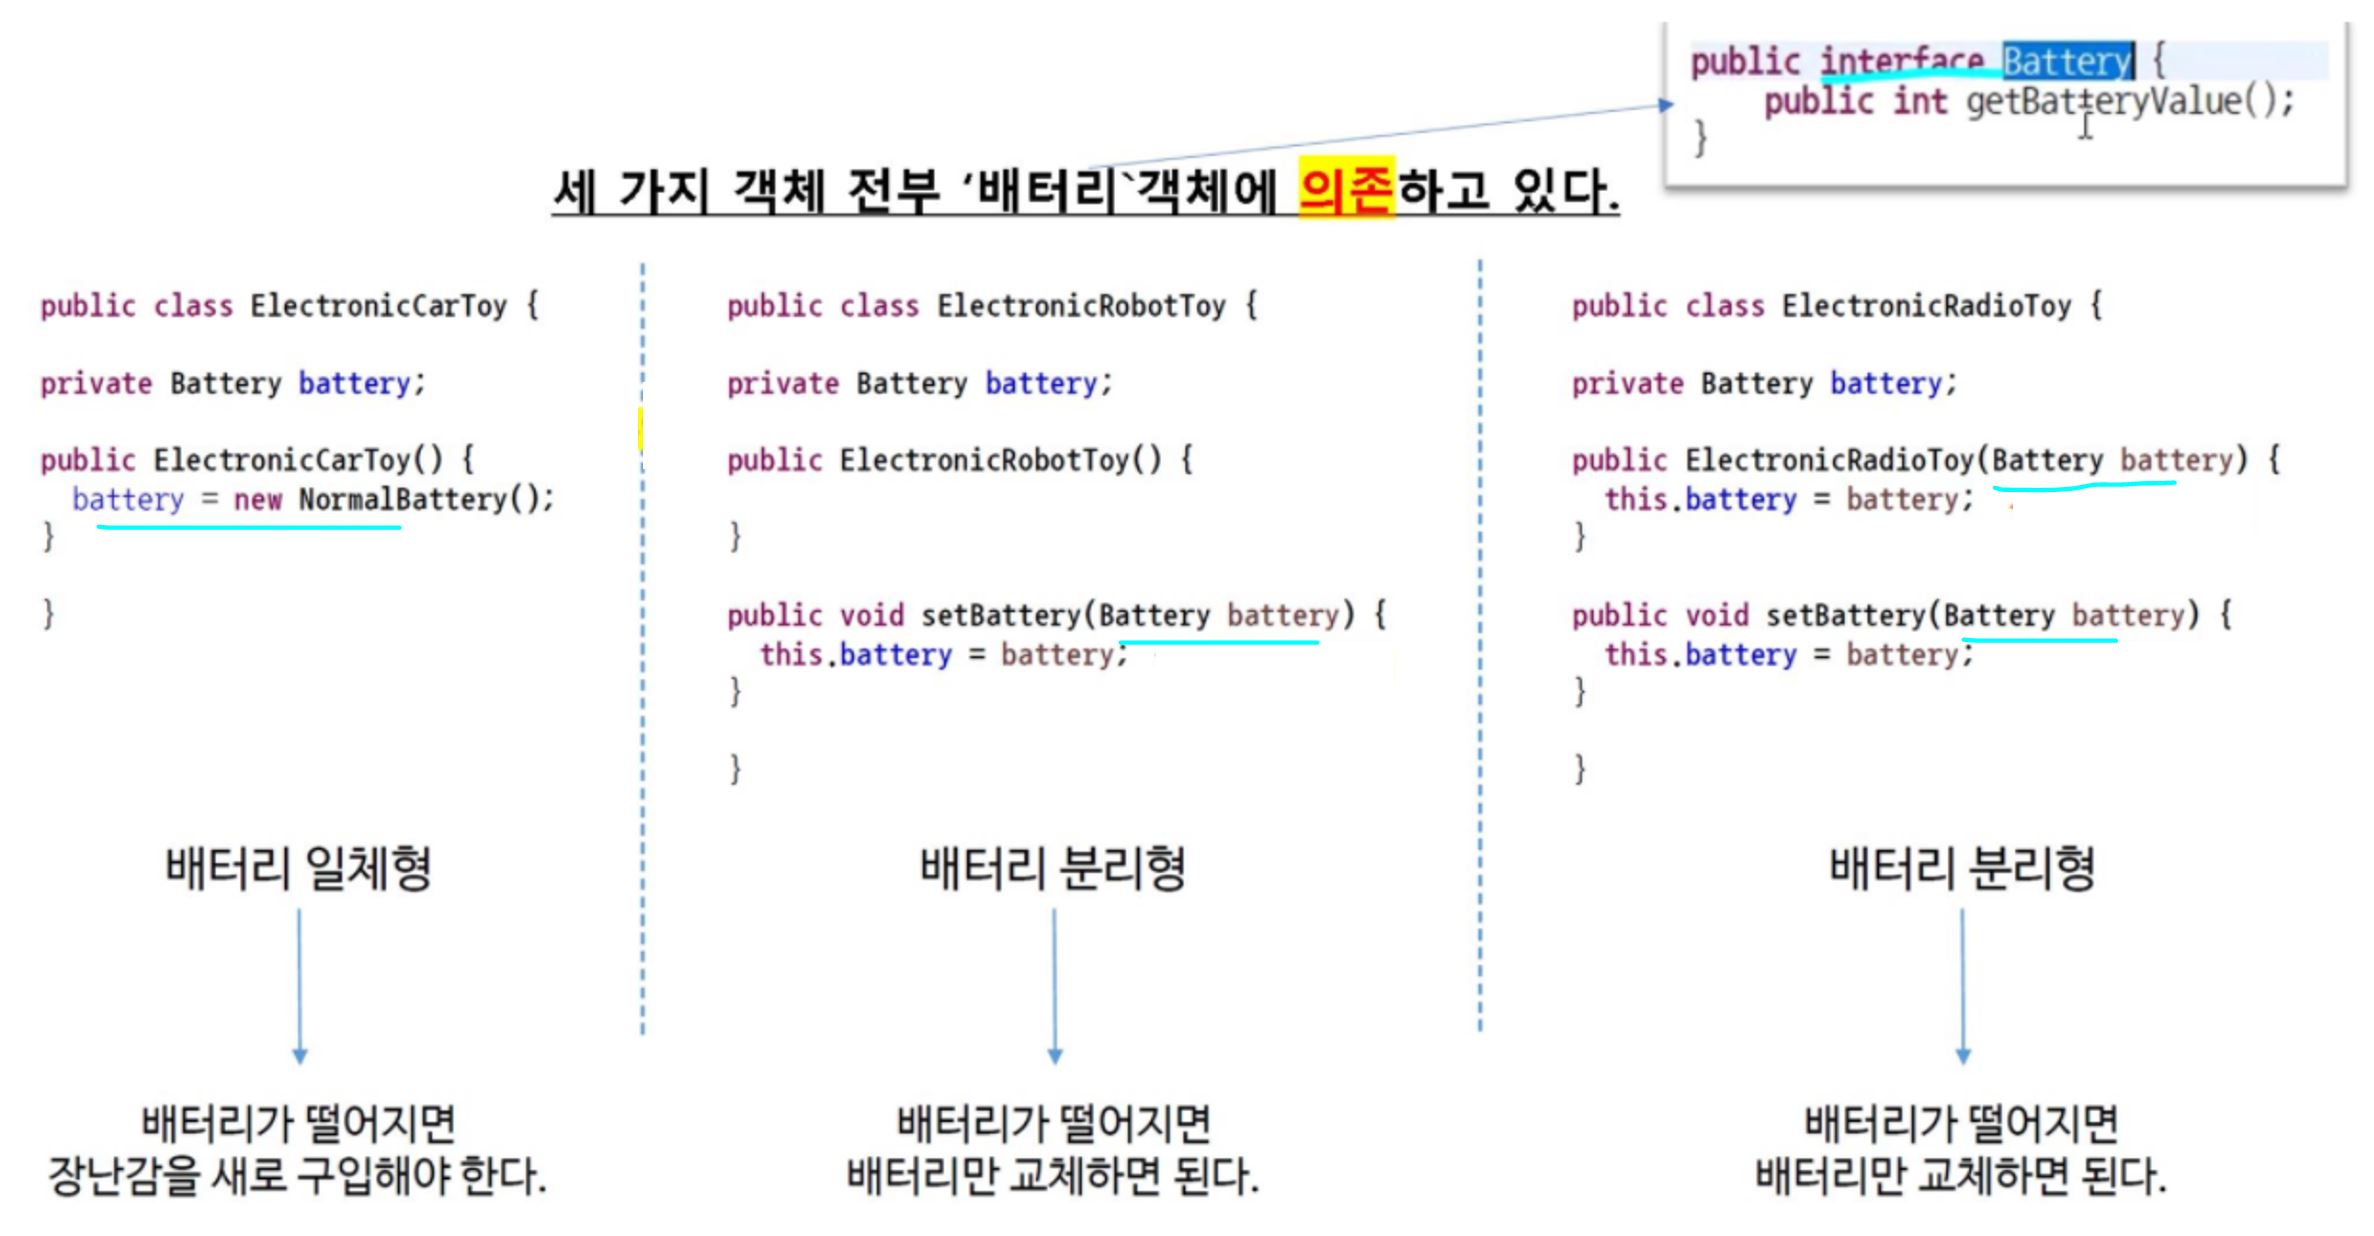 public interface Battery {
public int getBatteryValue();
}
세 가지 객체 전부 ‘배터리`객체에 의존하고 있다.
public class ElectronicCarToy {
private Battery battery;
public ElectronicCarToy() {
battery = new NormalBattery();
}
}
배터리 일체형
배터리가 떨어지면
장난감을 새로 구입해야 한다.
public class ElectronicRobotToy {
private Battery battery;
public ElectronicRobotToy() {
}
public void setBattery(Battery battery) {
this.battery = battery;
}
}
배터리 분리형
배터리가 떨어지면
배터리만 교체하면 된다.
public class ElectronicRadioToy {
private Battery battery;
public ElectronicRadioToy(Battery battery) {
this.battery = battery;
}
public void setBattery(Battery battery) {
this.battery = battery;
}
}
배터리 분리형
배터리가 떨어지면
배터리만 교체하면 된다.